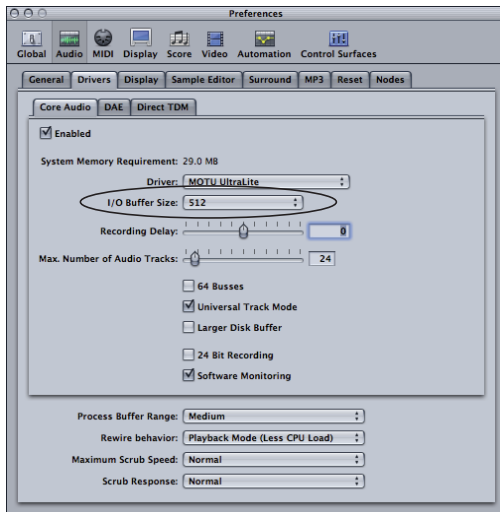 Preferences
Global Audio MIDI Display Score Video Automation Control Surfaces
General Drivers Display Sample Editor Surround MP3 Reset Nodes
Core Audio DAE Direct TDM
Enabled
System Memory Requirement: 29.0 MB
Driver: MOTU UltraLite
I/O Buffer Size: 512
Recording Delay: 0
Max. Number of Audio Tracks: 24
64 Busses
Universal Track Mode
Larger Disk Buffer
24 Bit Recording
Software Monitoring
Process Buffer Range: Medium
Rewire behavior: Playback Mode (Less CPU Load)
Maximum Scrub Speed: Normal
Scrub Response: Normal